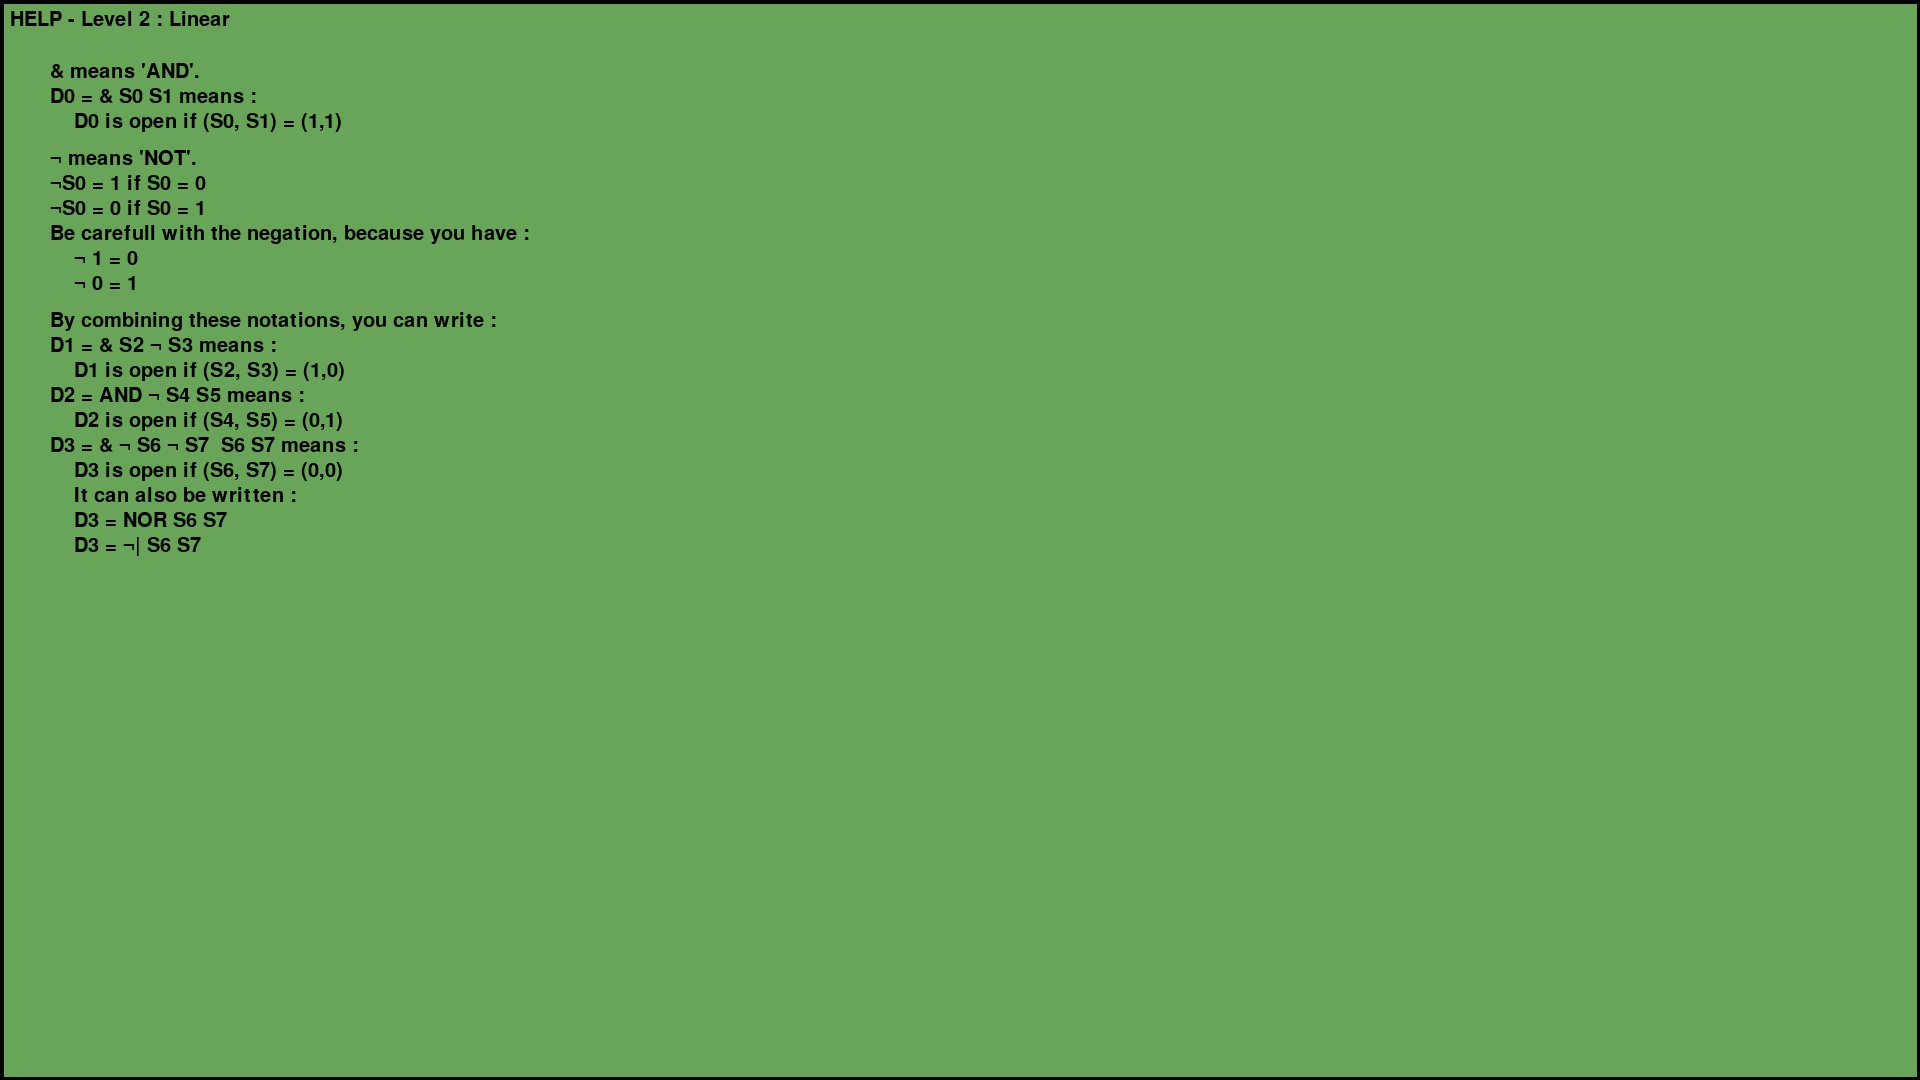 HELP - Level 2 : Linear
& means 'AND'.
D0 = & S0 S1 means :
D0 is open if (S0, S1) = (1,1)
¬ means 'NOT'.
¬S0 = 1 if S0 = 0
¬S0 = 0 if S0 = 1
Be carefull with the negation, because you have :
¬ 1 = 0
¬ 0 = 1
By combining these notations, you can write :
D1 = & S2 ¬ S3 means :
D1 is open if (S2, S3) = (1,0)
D2 = AND ¬ S4 S5 means :
D2 is open if (S4, S5) = (0,1)
D3 = & ¬ S6 ¬ S7  S6 S7 means :
D3 is open if (S6, S7) = (0,0)
It can also be written :
D3 = NOR S6 S7
D3 = ¬| S6 S7